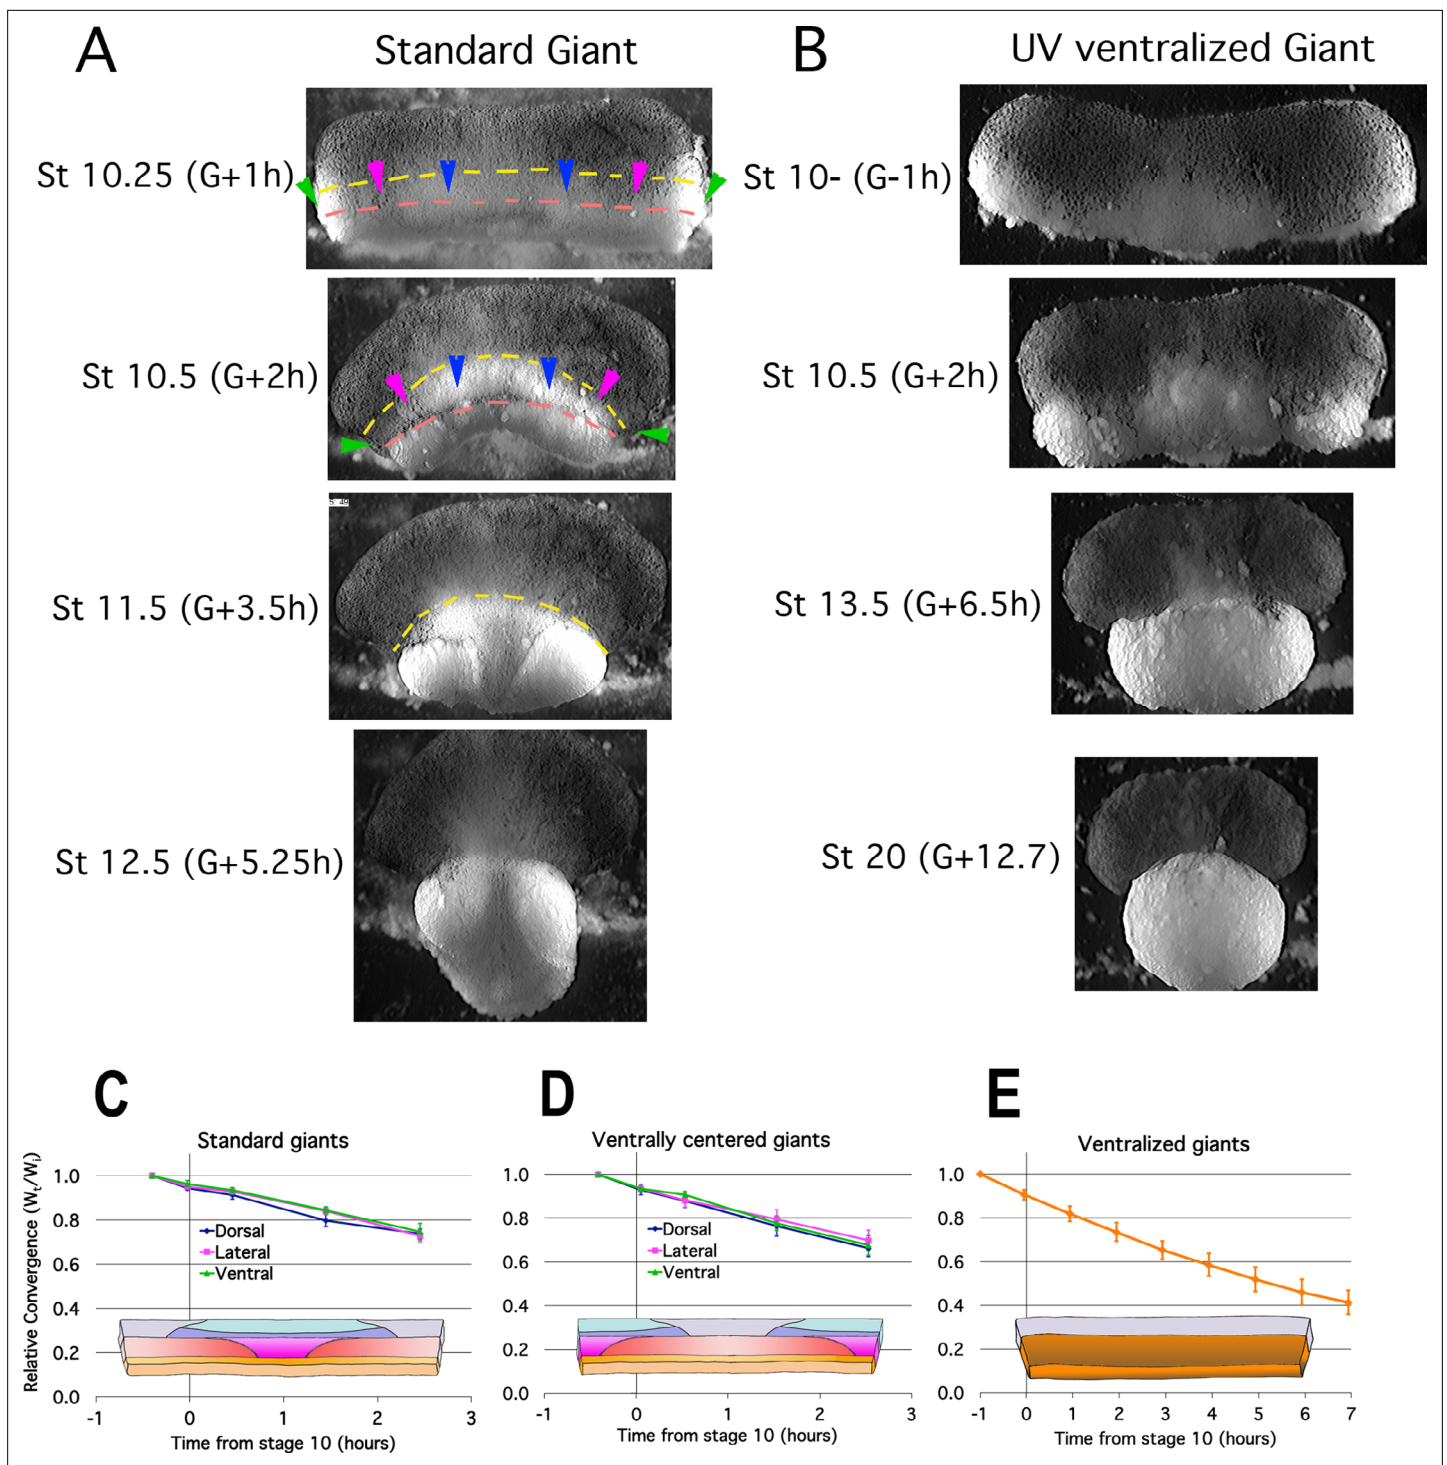 A
Standard Giant
B
UV ventralized Giant
St 10.25 (G+1h)
St 10- (G-1h)
St 10.5 (G+2h)
St 10.5 (G+2h)
St 11.5 (G+3.5h)
St 13.5 (G+6.5h)
St 12.5 (G+5.25h)
St 20 (G+12.7)
C
Standard giants
Relative Convergence (Wt/Wi)
1.0
0.8
0.6
0.4
0.2
0.0
Dorsal
Lateral
Ventral
-1 0 1 2 3
Time from stage 10 (hours)
D
Ventrally centered giants
1.0
0.8
0.6
0.4
0.2
0.0
Dorsal
Lateral
Ventral
-1 0 1 2 3
Time from stage 10 (hours)
E
Ventralized giants
1.0
0.8
0.6
0.4
0.2
0.0
-1 0 1 2 3 4 5 6 7
Time from stage 10 (hours)